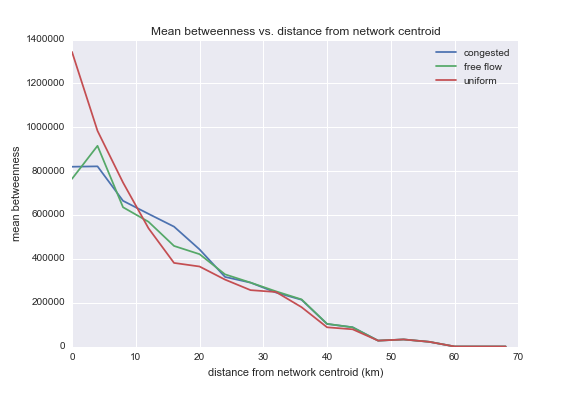 Mean betweenness vs. distance from network centroid
1400000
1200000
1000000
800000
600000
400000
200000
0
mean betweenness
congested
free flow
uniform
0 10 20 30 40 50 60 70
distance from network centroid (km)